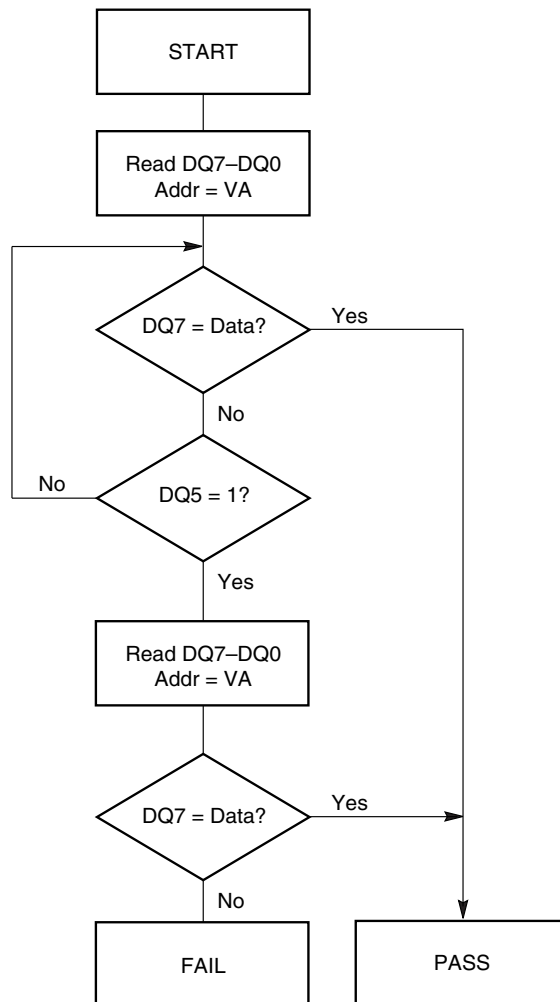 START
Read DQ7–DQ0
Addr = VA
DQ7 = Data?
Yes
No
No
DQ5 = 1?
Yes
Read DQ7–DQ0
Addr = VA
DQ7 = Data?
Yes
No
FAIL
PASS